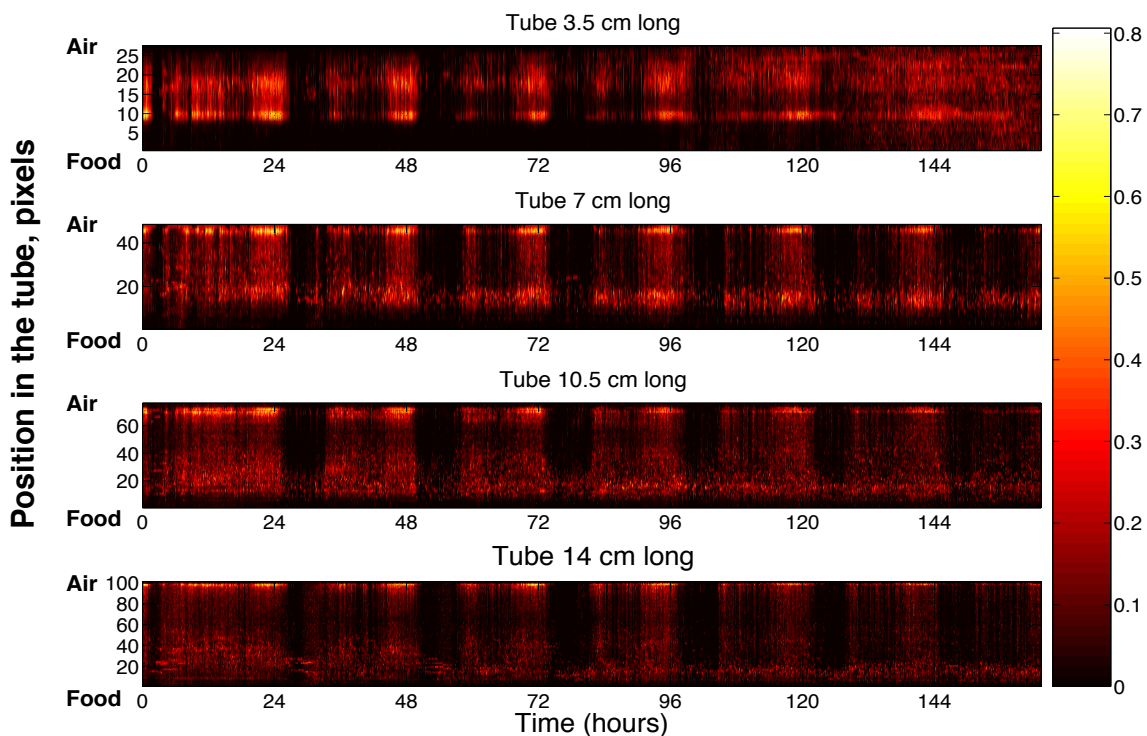 Tube 3.5 cm long
Air
25
20
15
10
5
Food
0 24 48 72 96 120 144
Tube 7 cm long
Air
40
20
Food
0 24 48 72 96 120 144
Tube 10.5 cm long
Air
60
40
20
Food
0 24 48 72 96 120 144
Tube 14 cm long
Air 100
80
60
40
20
Food
0 24 48 72 96 120 144
Time (hours)
Position in the tube, pixels
0.8
0.7
0.6
0.5
0.4
0.3
0.2
0.1
0